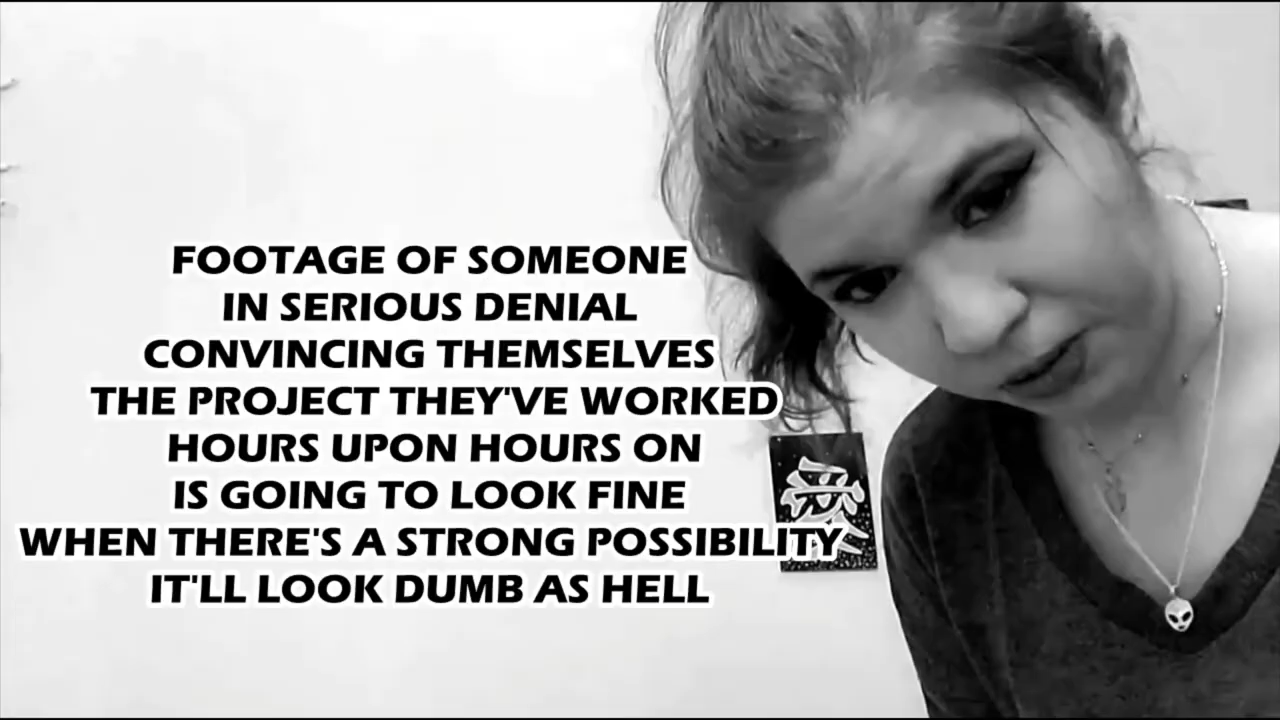 FOOTAGE OF SOMEONE
IN SERIOUS DENIAL
CONVINCING THEMSELVES
THE PROJECT THEY'VE WORKED
HOURS UPON HOURS ON
IS GOING TO LOOK FINE
WHEN THERE'S A STRONG POSSIBILITY
IT'LL LOOK DUMB AS HELL